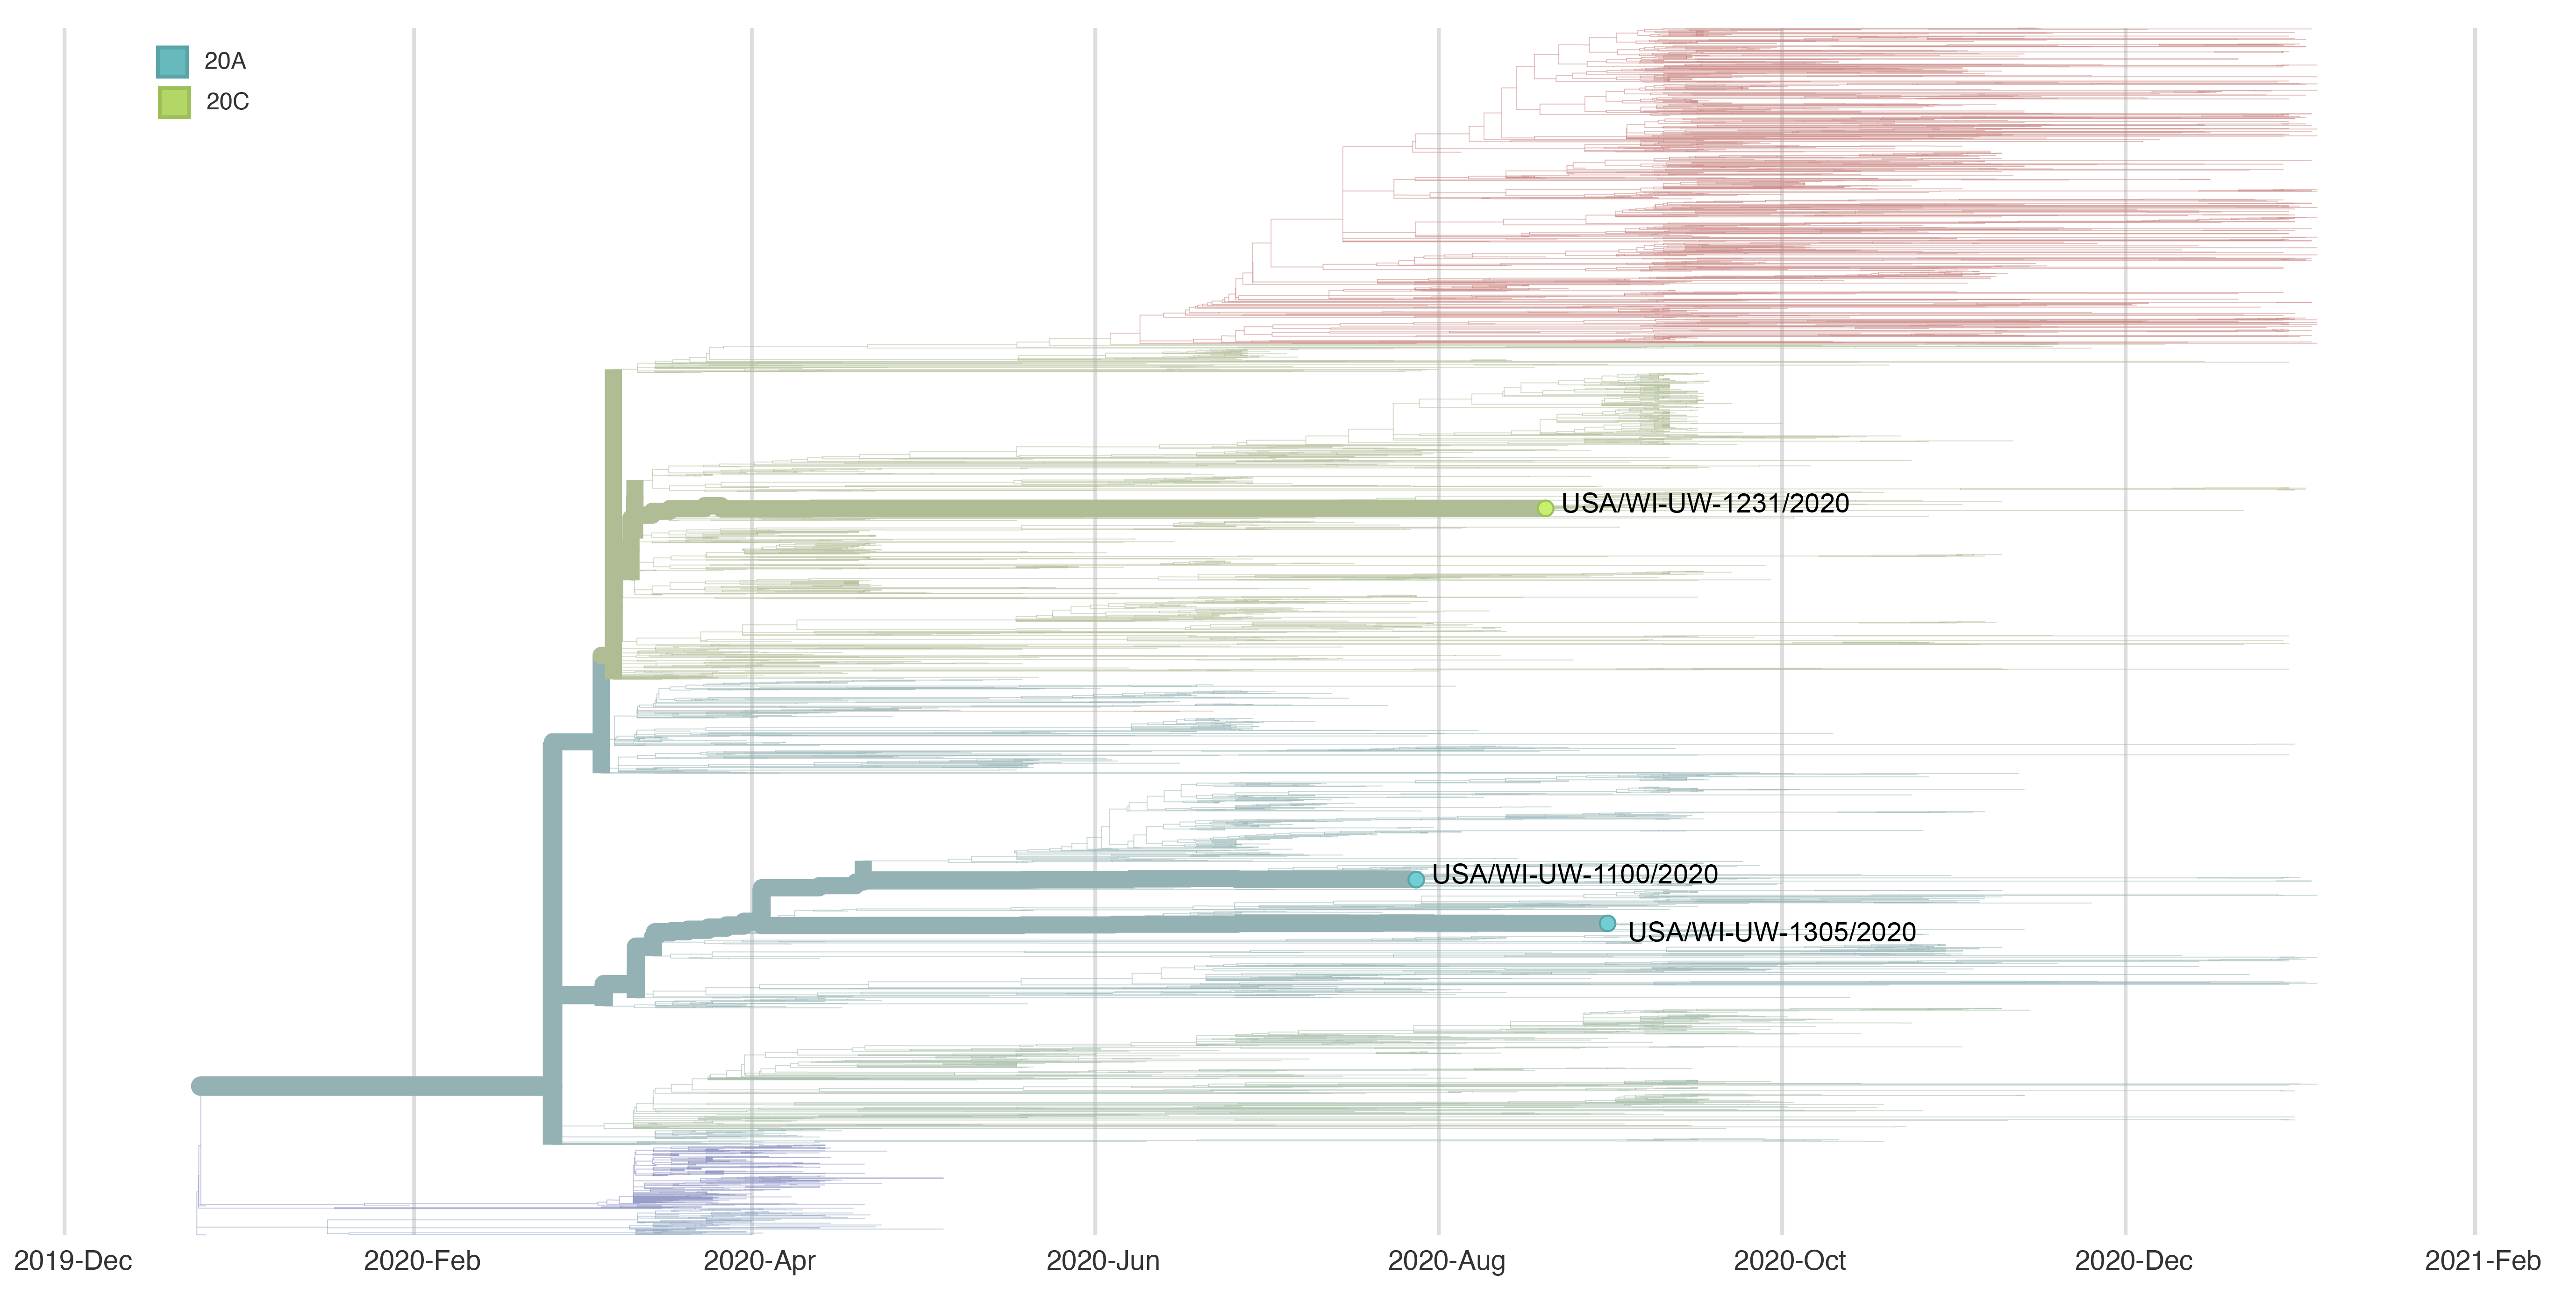 20A
20C
USA/WI-UW-1231/2020
USA/WI-UW-1100/2020
USA/WI-UW-1305/2020
2019-Dec 2020-Feb 2020-Apr 2020-Jun 2020-Aug 2020-Oct 2020-Dec 2021-Feb